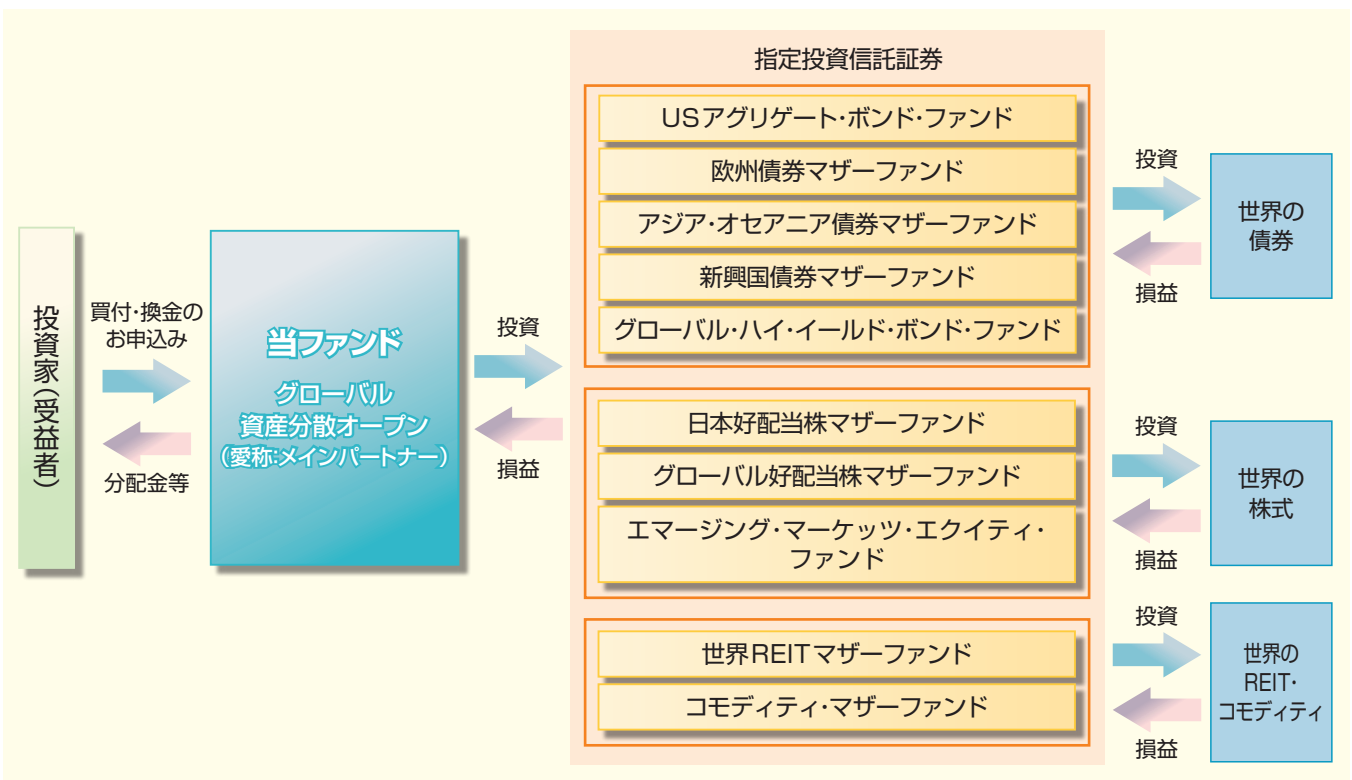 投資家（受益者）
買付・換金の
お申込み
分配金等
当ファンド
グローバル
資産分散オープン
（愛称：メインパートナー）
投資
損益
指定投資信託証券
USアグリゲート・ボンド・ファンド
欧州債券マザーファンド
アジア・オセアニア債券マザーファンド
新興国債券マザーファンド
グローバル・ハイ・イールド・ボンド・ファンド
投資
損益
世界の
債券
日本好配当株マザーファンド
グローバル好配当株マザーファンド
エマージング・マーケッツ・エクイティ・
ファンド
投資
損益
世界の
株式
世界REITマザーファンド
コモディティ・マザーファンド
投資
損益
世界の
REIT・
コモディティ